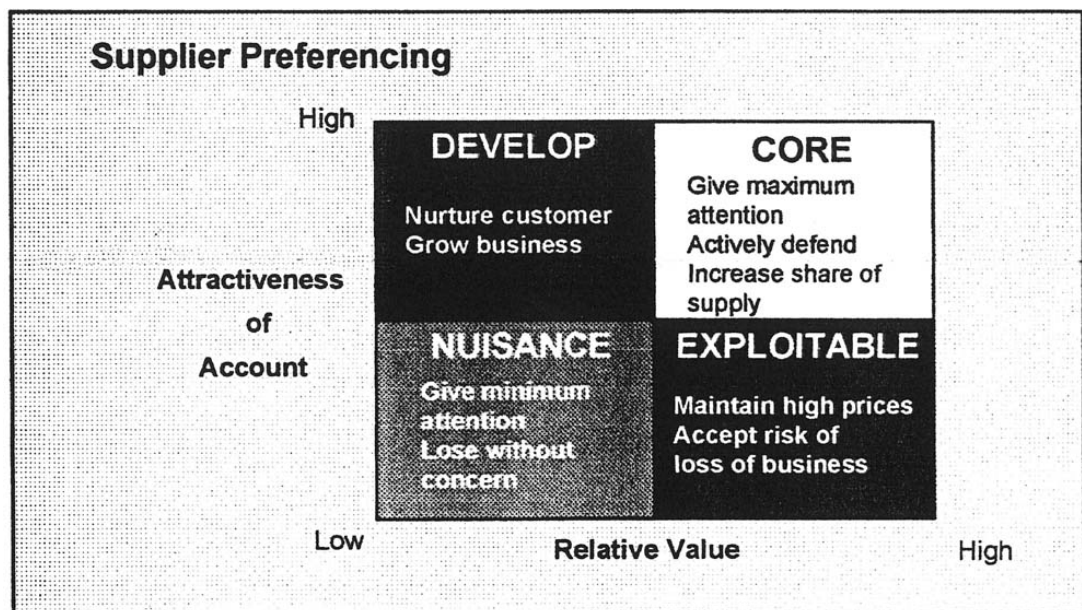 Supplier Preferencing
High
DEVELOP
Nurture customer
Grow business
CORE
Give maximum
attention
Actively defend
Increase share of
supply
Attractiveness
of
Account
NUISANCE
Give minimum
attention
Lose without
concern
EXPLOITABLE
Maintain high prices
Accept risk of
loss of business
Low
Relative Value
High